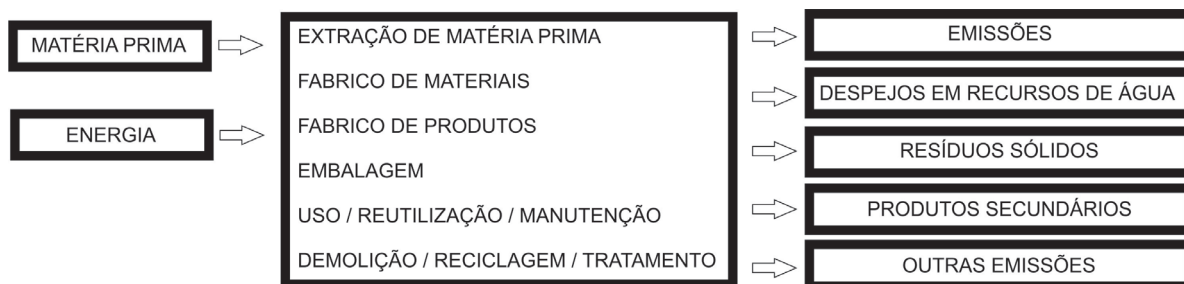 MATÉRIA PRIMA
ENERGIA
EXTRAÇÃO DE MATÉRIA PRIMA
FABRICO DE MATERIAIS
FABRICO DE PRODUTOS
EMBALAGEM
USO / REUTILIZAÇÃO / MANUTENÇÃO
DEMOLIÇÃO / RECICLAGEM / TRATAMENTO
EMISSÕES
DESPEJOS EM RECURSOS DE ÁGUA
RESÍDUOS SÓLIDOS
PRODUTOS SECUNDÁRIOS
OUTRAS EMISSÕES